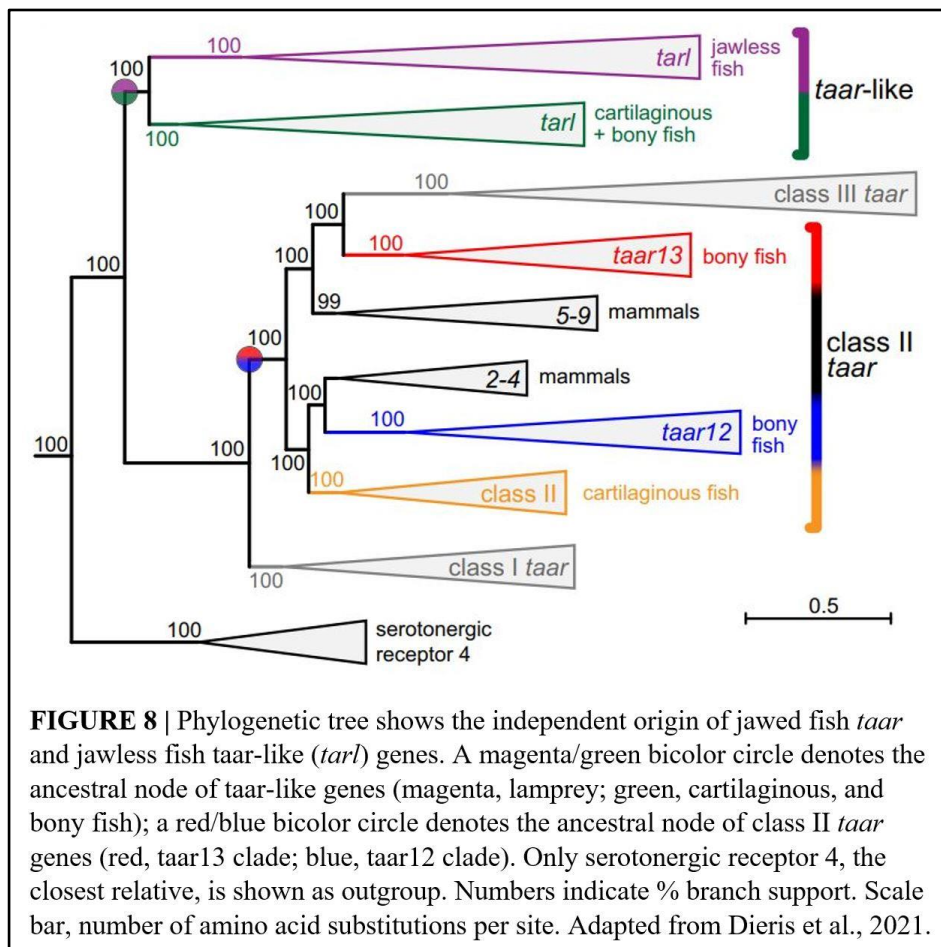 100
tarl
jawless
fish
100
100
tarl
cartilaginous
+ bony fish
taar-like
100
class III taar
100
100
taar13
bony fish
100
99
5-9
mammals
100
class II
taar
2-4
mammals
100
100
taar12
bony
fish
100
100
100
class II
cartilaginous fish
100
class I taar
100
0.5
100
serotonergic
receptor 4
FIGURE 8 | Phylogenetic tree shows the independent origin of jawed fish taar
and jawless fish taar-like (tarl) genes. A magenta/green bicolor circle denotes the
ancestral node of taar-like genes (magenta, lamprey; green, cartilaginous, and
bony fish); a red/blue bicolor circle denotes the ancestral node of class II taar
genes (red, taar13 clade; blue, taar12 clade). Only serotonergic receptor 4, the
closest relative, is shown as outgroup. Numbers indicate % branch support. Scale
bar, number of amino acid substitutions per site. Adapted from Dieris et al., 2021.